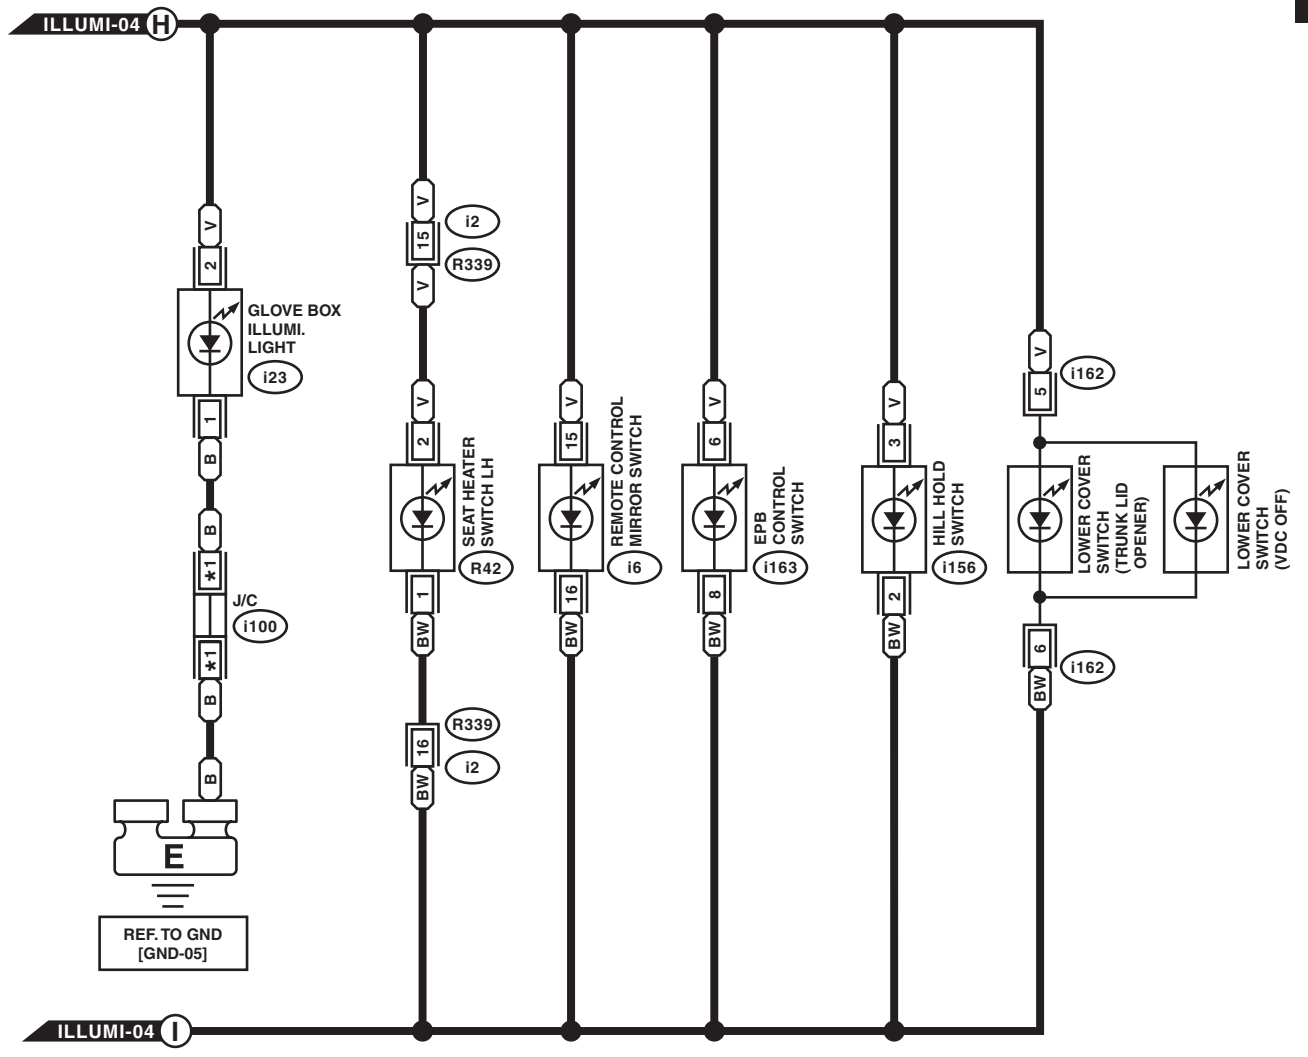 ILLUMI-04 H
V
2
GLOVE BOX
ILLUMI.
LIGHT
i23
1
B
B
*1
J/C
i100
*1
B
B
E
REF. TO GND
[GND-05]
V
15
i2
R339
V
V
2
SEAT HEATER
SWITCH LH
R42
1
BW
R339
16
i2
BW
V
15
REMOTE CONTROL
MIRROR SWITCH
i6
16
BW
V
6
EPB
CONTROL
SWITCH
i163
8
BW
V
3
HILL HOLD
SWITCH
i156
2
BW
V
i162
5
LOWER COVER
SWITCH
(TRUNK LID
OPENER)
LOWER COVER
SWITCH
(VDC OFF)
6
i162
BW
ILLUMI-04 I